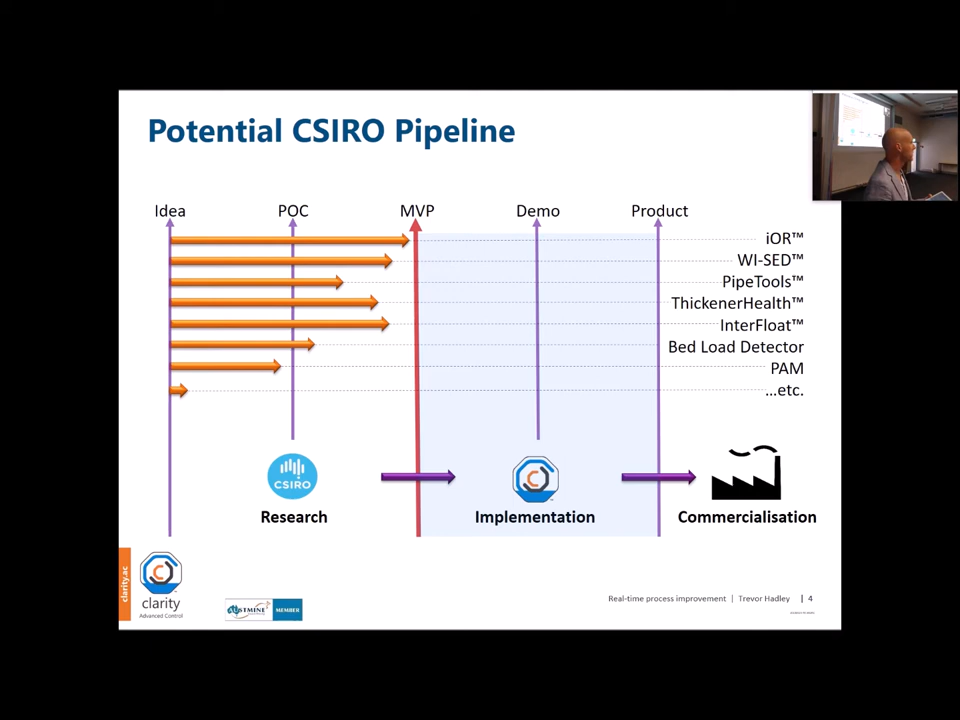 Potential CSIRO Pipeline
Idea POC MVP Demo Product
iOR™
WI-SED™
PipeTools™
ThickenerHealth™
InterFloat™
Bed Load Detector
PAM
...etc.
CSIRO
Research Implementation Commercialisation
clarity.ac
clarity
Advanced Control
AUSTMINE MEMBER
Real-time process improvement | Trevor Hadley | 4